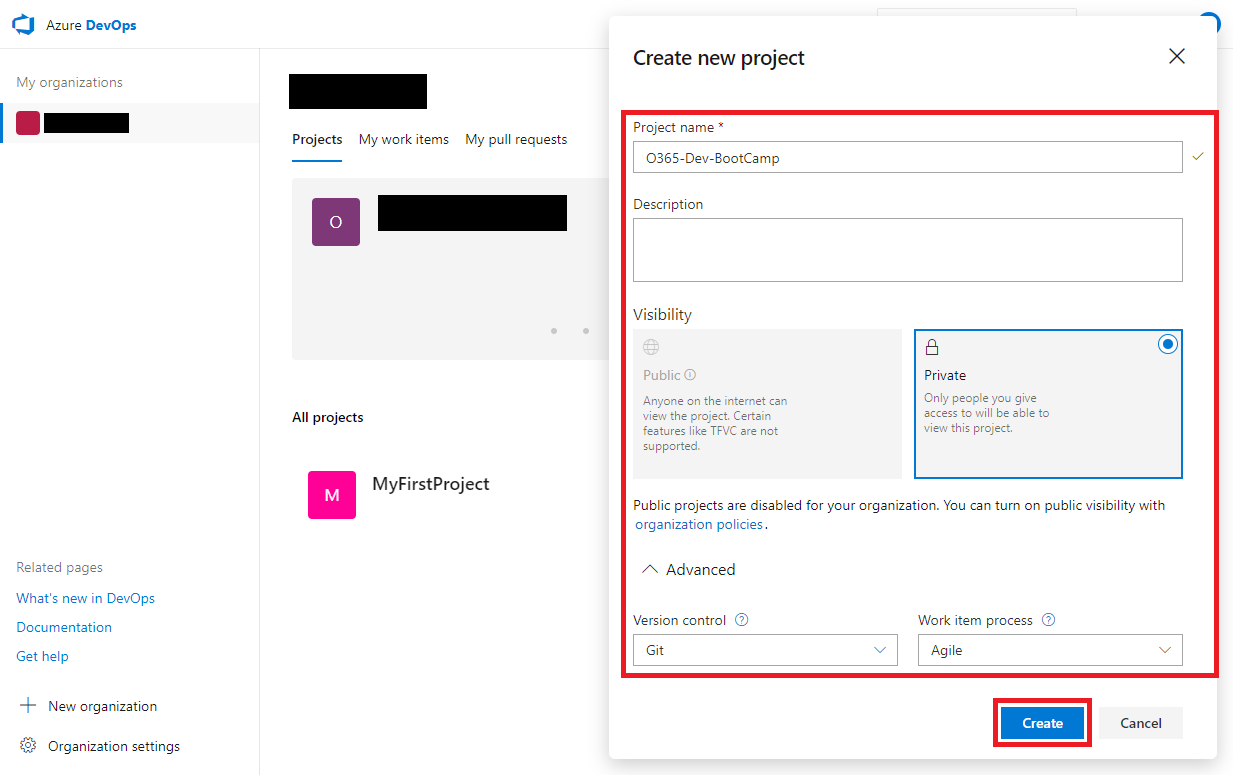 Azure DevOps
My organizations
Projects
My work items
My pull requests
O
All projects
M
MyFirstProject
Related pages
What's new in DevOps
Documentation
Get help
New organization
Organization settings
Create new project
Project name *
O365-Dev-BootCamp
Description
Visibility
Public
Anyone on the internet can
view the project. Certain
features like TFVC are not
supported.
Private
Only people you give
access to will be able to
view this project.
Public projects are disabled for your organization. You can turn on public visibility with
organization policies.
Advanced
Version control
Git
Work item process
Agile
Create
Cancel